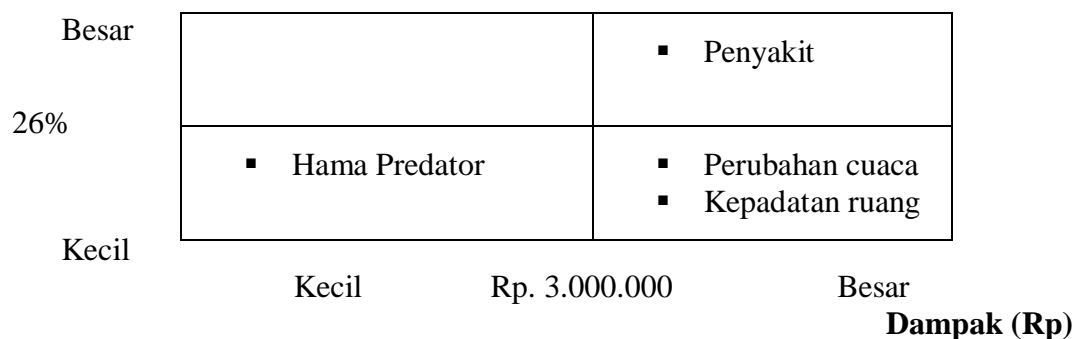 Besar
▪ Penyakit
26%
▪ Hama Predator
▪ Perubahan cuaca
▪ Kepadatan ruang
Kecil
Kecil Rp. 3.000.000 Besar
Dampak (Rp)